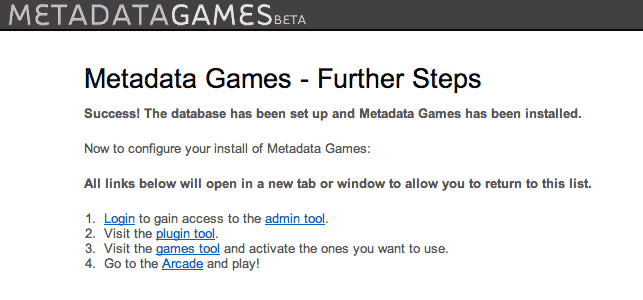 METADATAGAMES BETA
Metadata Games - Further Steps
Success! The database has been set up and Metadata Games has been installed.
Now to configure your install of Metadata Games:
All links below will open in a new tab or window to allow you to return to this list.
1. Login to gain access to the admin tool.
2. Visit the plugin tool.
3. Visit the games tool and activate the ones you want to use.
4. Go to the Arcade and play!